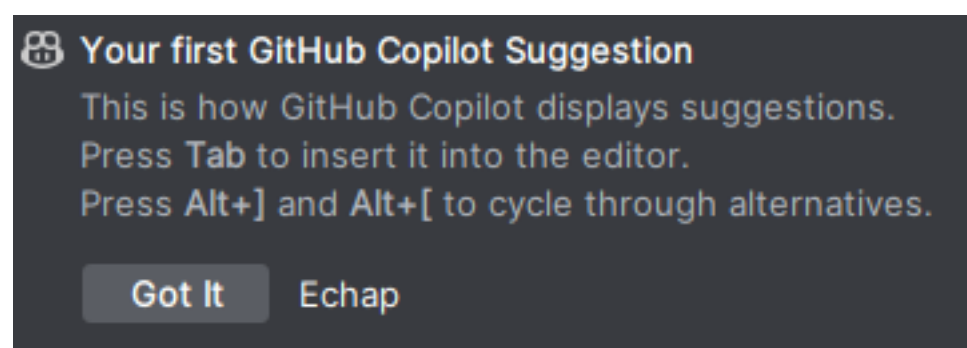 Your first GitHub Copilot Suggestion
This is how GitHub Copilot displays suggestions.
Press Tab to insert it into the editor.
Press Alt+] and Alt+[ to cycle through alternatives.
Got It Echap